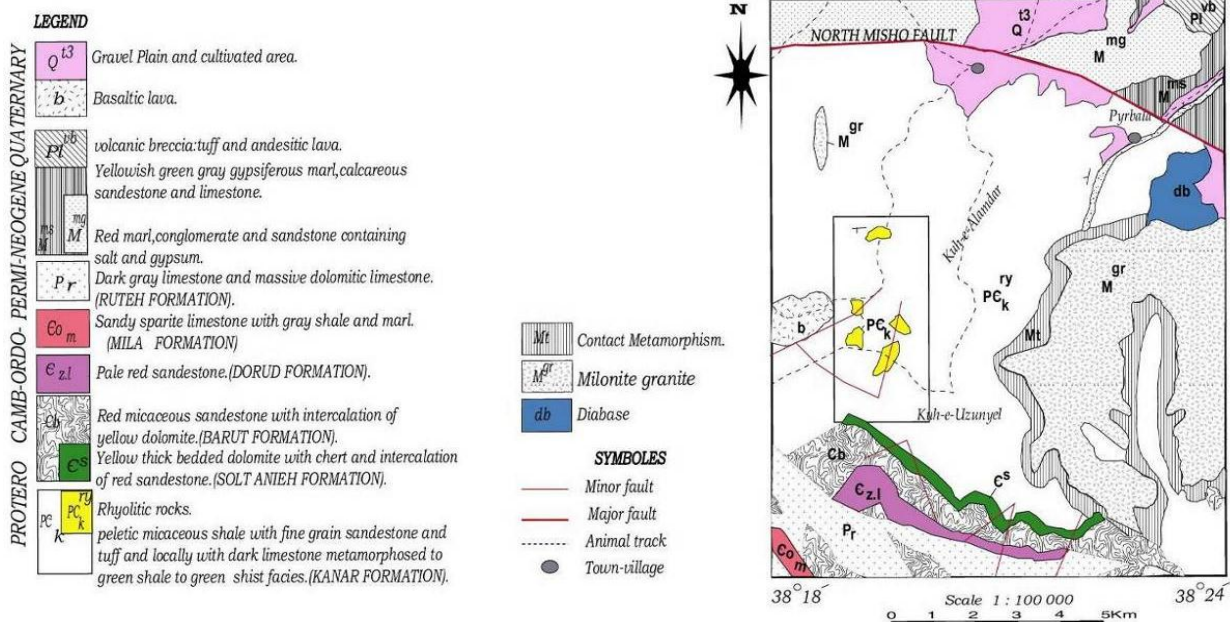 LEGEND
PROTERO CAMB-ORDO- PERMI-NEOGENE QUATERNARY
Q t3 Gravel Plain and cultivated area.
b Basaltic lava.
Pl vb volcanic breccia:tuff and andesitic lava.
Yellowish green gray gypsiferous marl,calcareous
sandestone and limestone.
M ms M mg
Red marl,conglomerate and sandstone containing
salt and gypsum.
Pr Dark gray limestone and massive dolomitic limestone.
(RUTEH FORMATION).
Єo m Sandy sparite limestone with gray shale and marl.
(MILA FORMATION)
Є z.l Pale red sandestone.(DORUD FORMATION).
Cb Red micaceous sandestone with intercalation of
yellow dolomite.(BARUT FORMATION).
Є s Yellow thick bedded dolomite with chert and intercalation
of red sandestone.(SOLT ANIEH FORMATION).
PЄ k ry Rhyolitic rocks.
PЄ k peletic micaceous shale with fine grain sandestone and
tuff and locally with dark limestone metamorphosed to
green shale to green shist facies.(KANAR FORMATION).
Mt Contact Metamorphism.
M gr Milonite granite
db Diabase
SYMBOLES
Minor fault
Major fault
Animal track
Town-village
N
NORTH MISHO FAULT
Q t3
Pl vb
M mg
M ms
Pyrbala
M gr
db
Kuh-e-Alamdar
PЄ k ry
M gr
b
PЄ k
Mt
Kuh-e-Uzunyel
Cb
Є s
Є z.l
Pr
M gr
Єo m
38°18'
38°24'
Scale 1 : 100 000
0 1 2 3 4 5Km